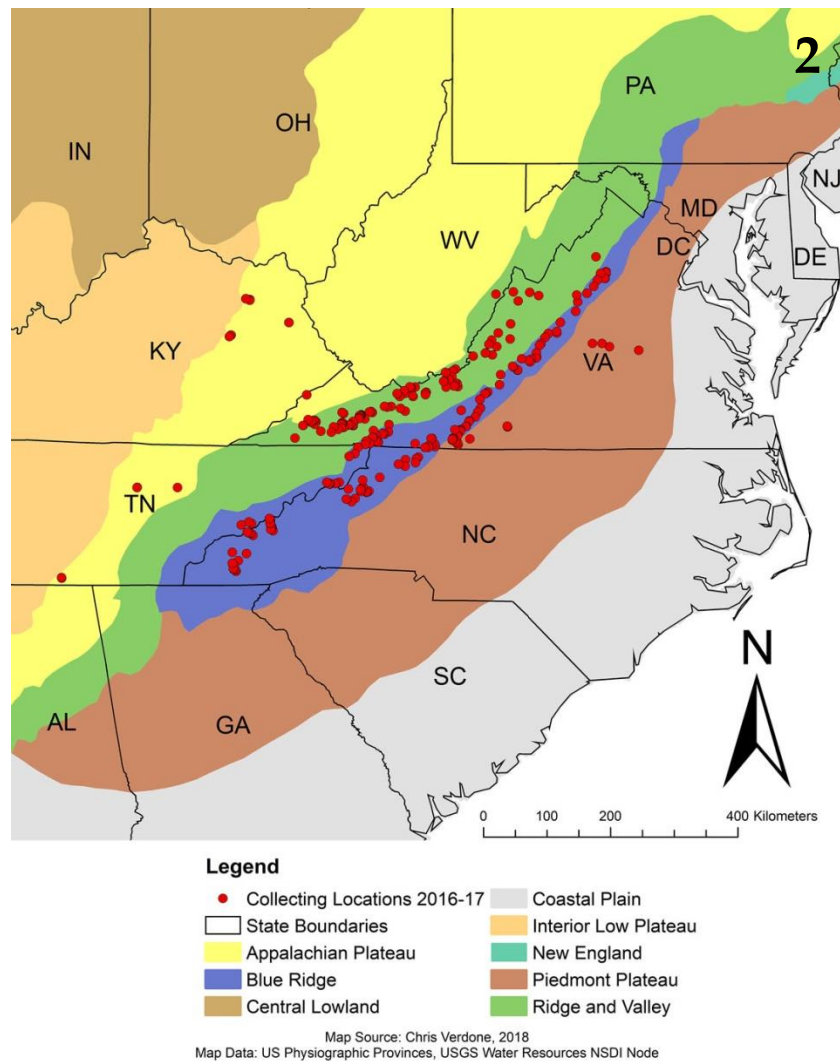 2
PA
OH
IN
NJ
MD
WV
DC
DE
KY
VA
TN
NC
N
SC
AL
GA
0 100 200 400 Kilometers
Legend
Collecting Locations 2016-17
State Boundaries
Appalachian Plateau
Blue Ridge
Central Lowland
Coastal Plain
Interior Low Plateau
New England
Piedmont Plateau
Ridge and Valley
Map Source: Chris Verdone, 2018
Map Data: US Physiographic Provinces, USGS Water Resources NSDI Node